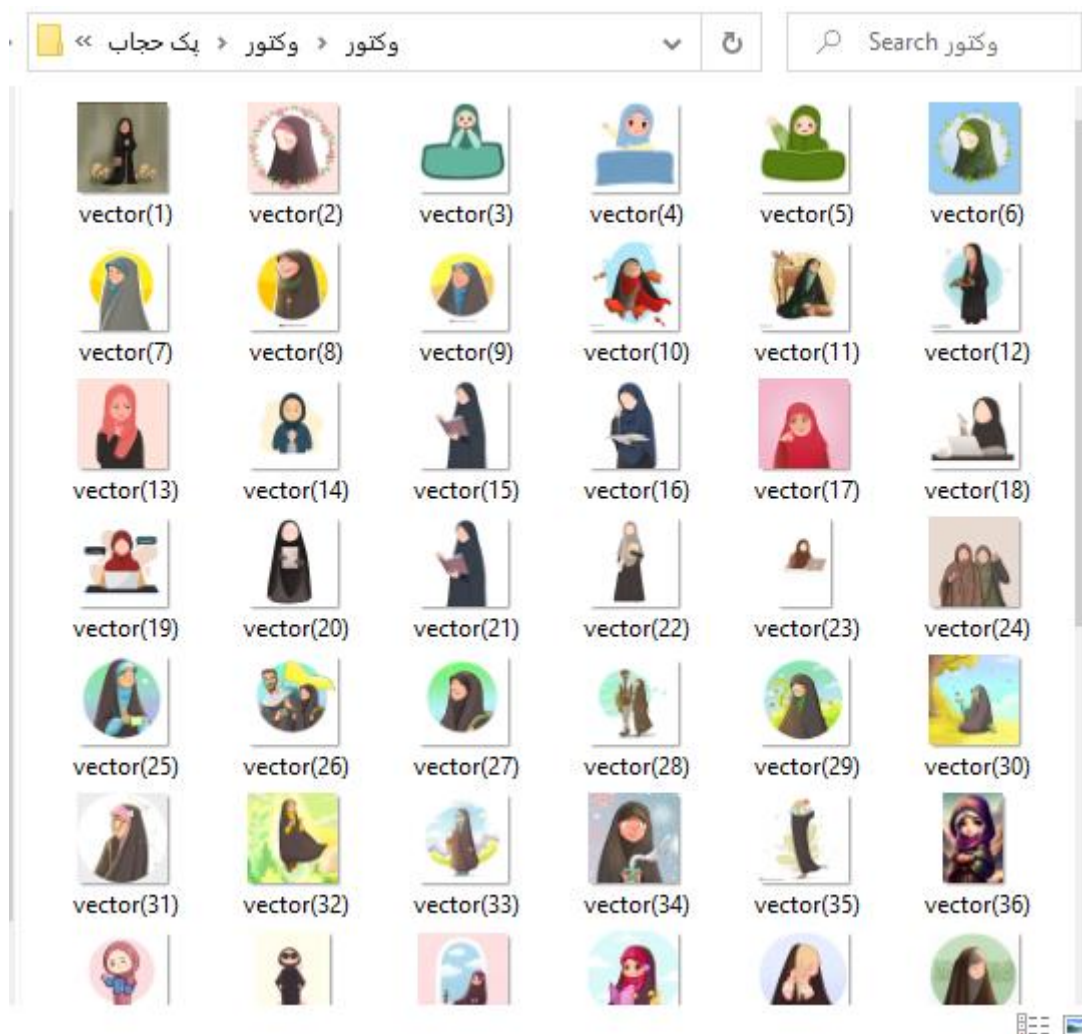 پک حجاب › وکتور › وکتور
Search وکتور
vector(1) vector(2) vector(3) vector(4) vector(5) vector(6)
vector(7) vector(8) vector(9) vector(10) vector(11) vector(12)
vector(13) vector(14) vector(15) vector(16) vector(17) vector(18)
vector(19) vector(20) vector(21) vector(22) vector(23) vector(24)
vector(25) vector(26) vector(27) vector(28) vector(29) vector(30)
vector(31) vector(32) vector(33) vector(34) vector(35) vector(36)